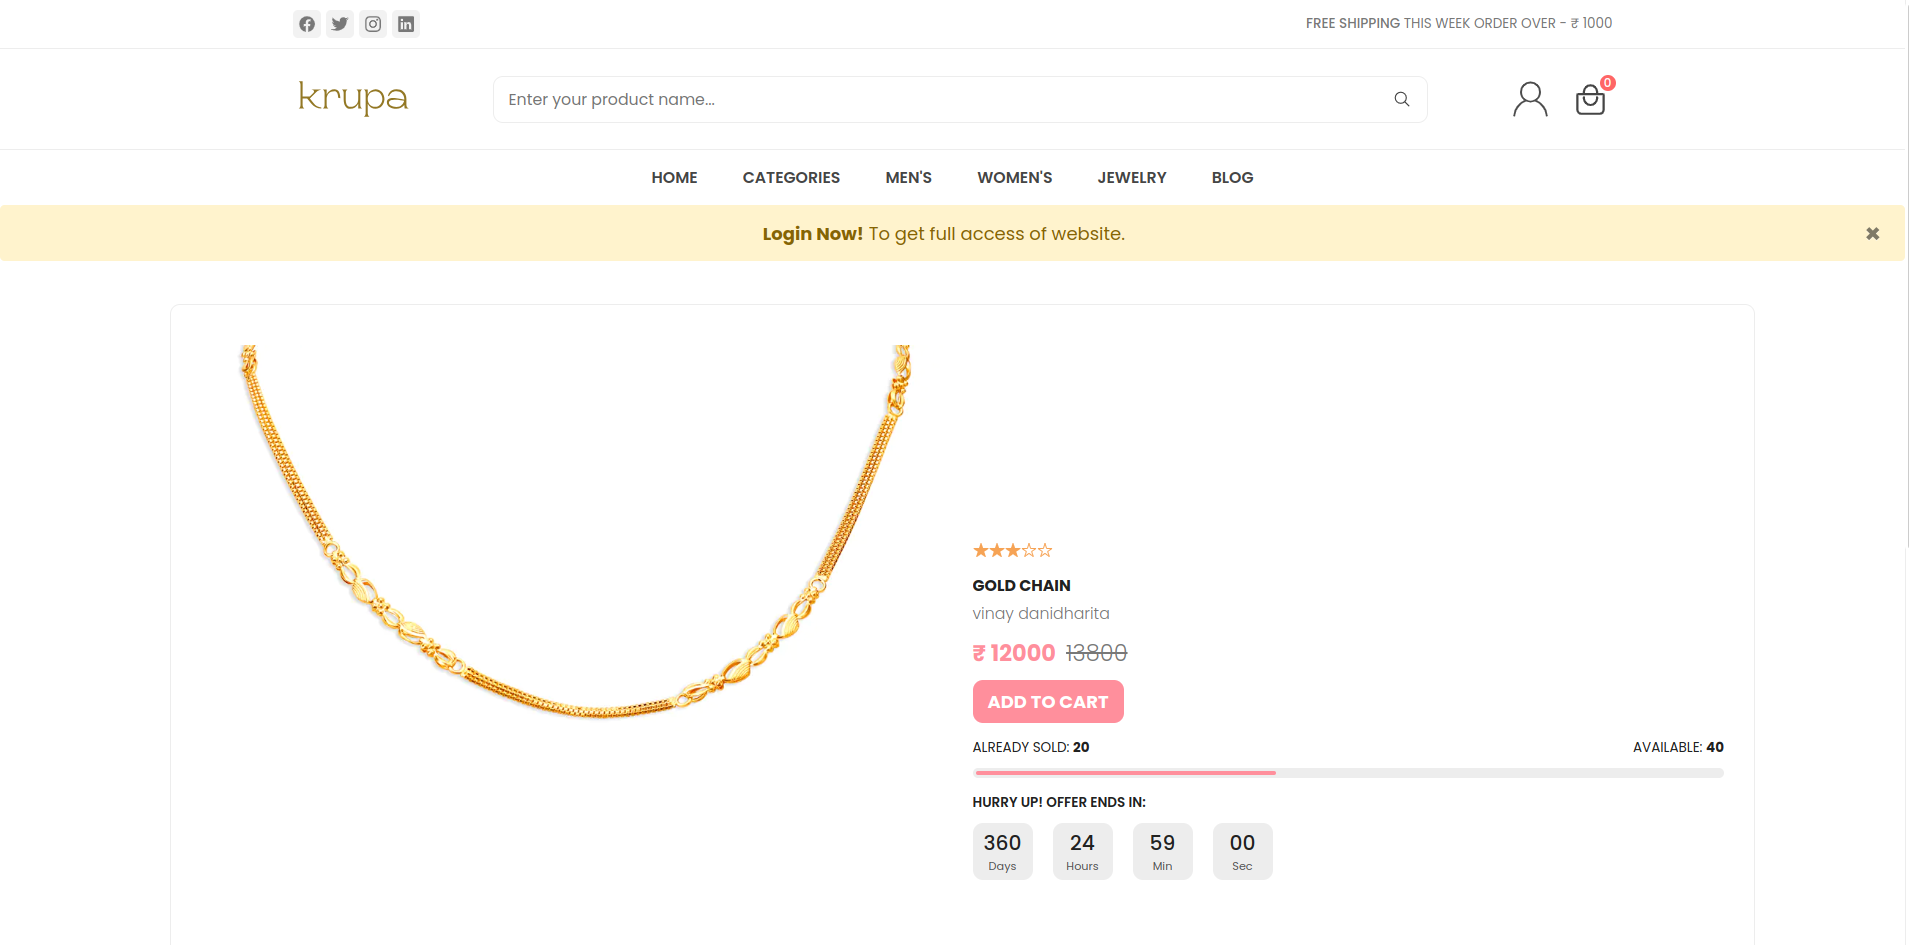 FREE SHIPPING THIS WEEK ORDER OVER - ₹ 1000
krupa
Enter your product name...
0
HOME CATEGORIES MEN'S WOMEN'S JEWELRY BLOG
Login Now! To get full access of website.
GOLD CHAIN
vinay danidharita
₹ 12000 13800
ADD TO CART
ALREADY SOLD: 20 AVAILABLE: 40
HURRY UP! OFFER ENDS IN:
360 24 59 00
Days Hours Min Sec